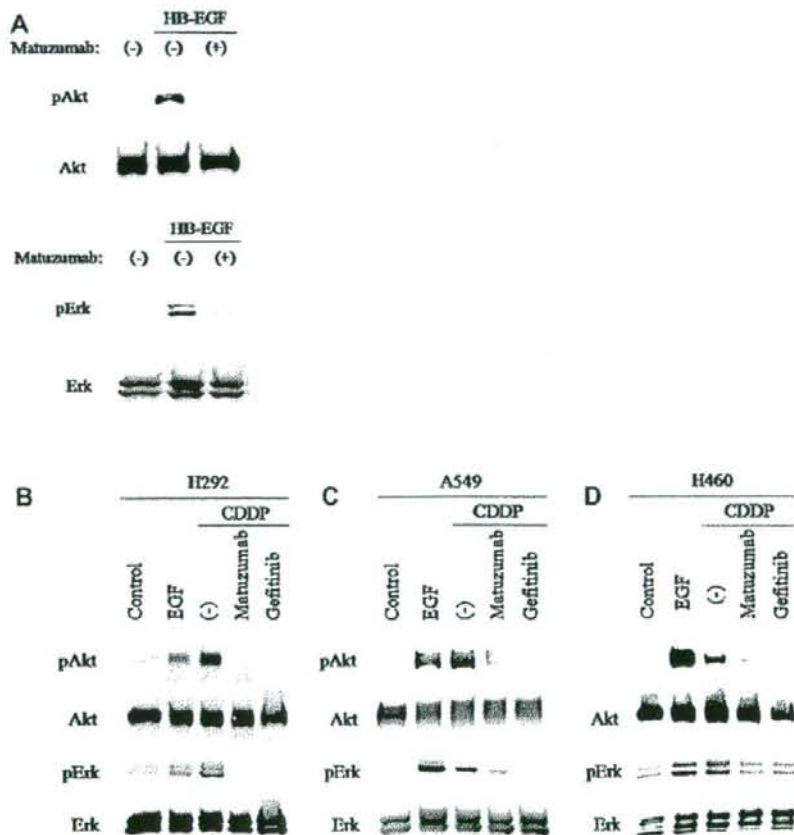 A
HB-EGF
Matuzumab: (-) (-) (+)
pAkt
Akt
HB-EGF
Matuzumab: (-) (-) (+)
pErk
Erk
B
H292
CDDP
Control EGF (-) Matuzumab Gefitinib
pAkt
Akt
pErk
Erk
C
A549
CDDP
Control EGF (-) Matuzumab Gefitinib
pAkt
Akt
pErk
Erk
D
H460
CDDP
Control EGF (-) Matuzumab Gefitinib
Akt
pErk
Erk